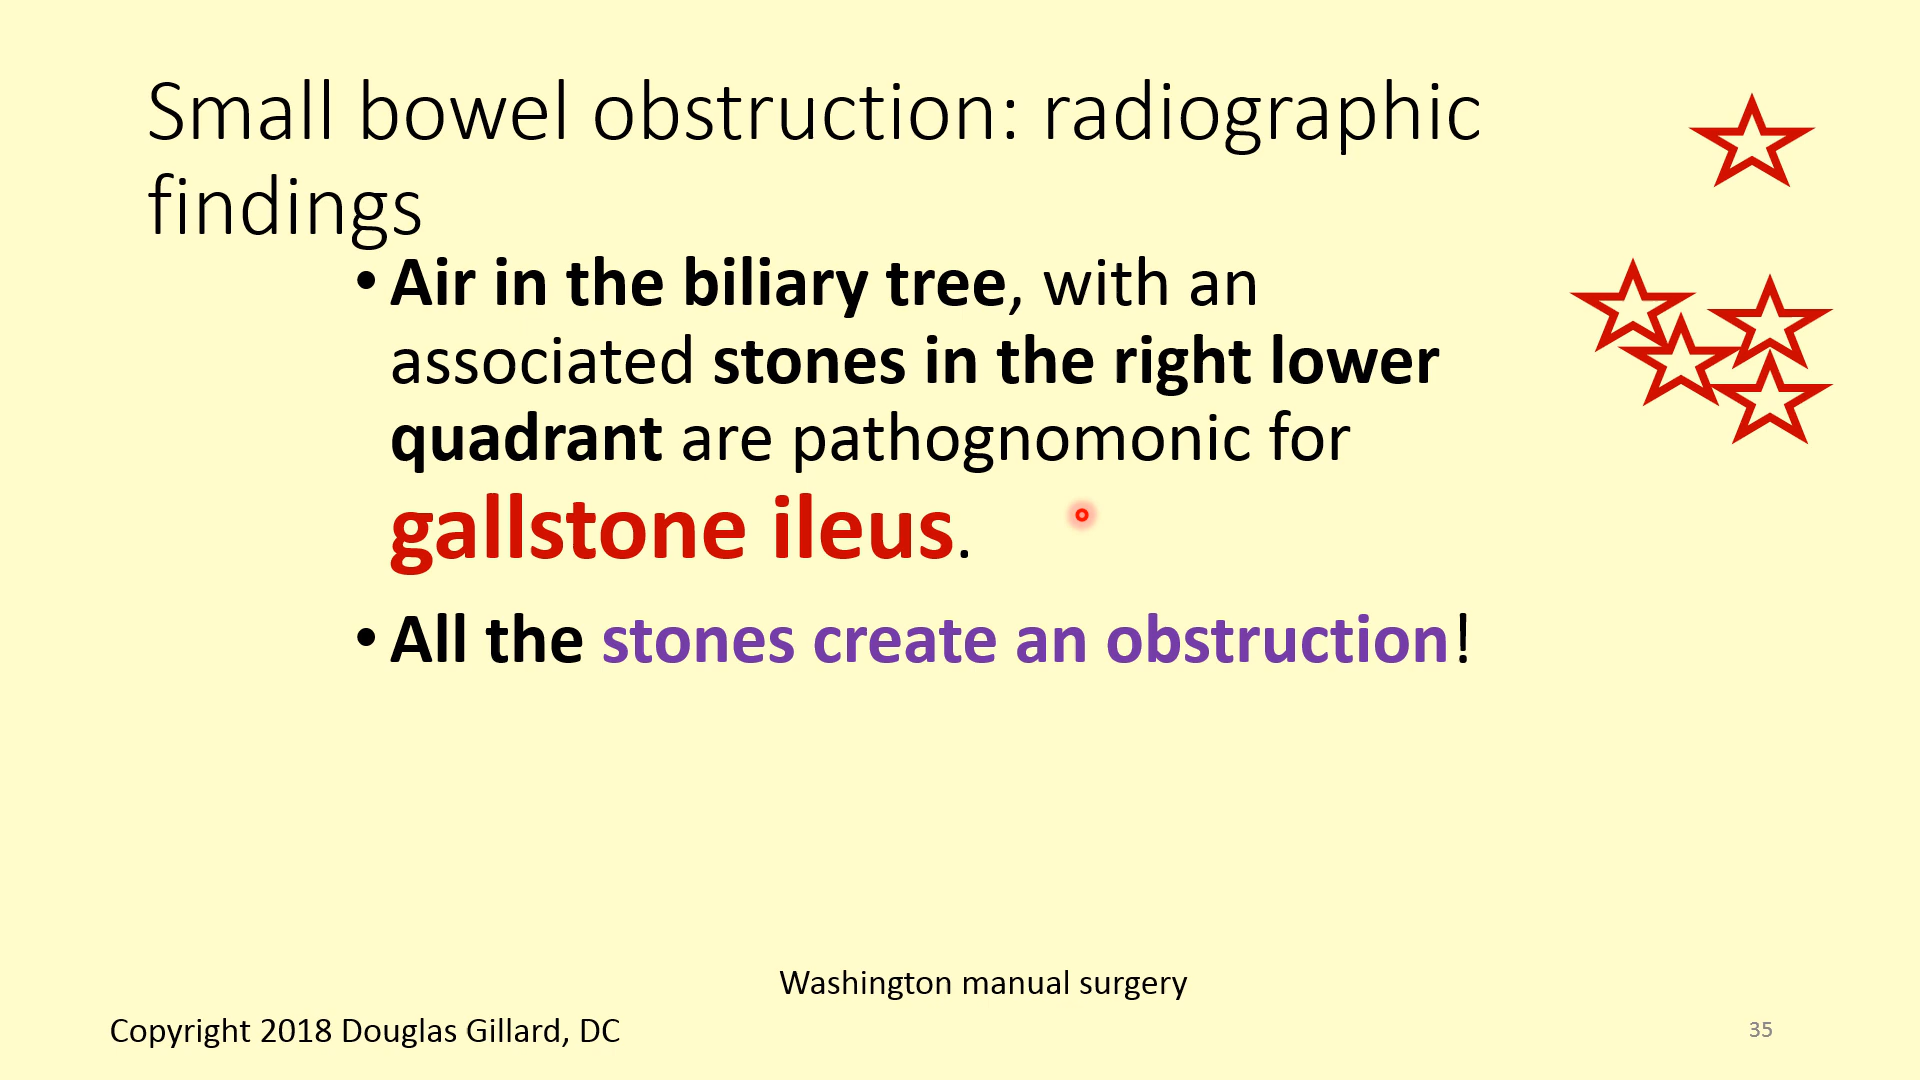 Small bowel obstruction: radiographic
findings
• Air in the biliary tree, with an
associated stones in the right lower
quadrant are pathognomonic for
gallstone ileus.
• All the stones create an obstruction!
Washington manual surgery
Copyright 2018 Douglas Gillard, DC
35